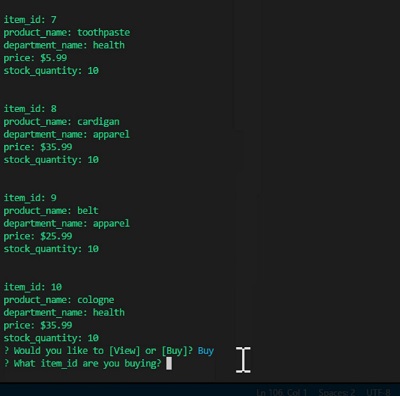 item_id: 7
product_name: toothpaste
department_name: health
price: $5.99
stock_quantity: 10
item_id: 8
product_name: cardigan
department_name: apparel
price: $35.99
stock_quantity: 10
item_id: 9
product_name: belt
department_name: apparel
price: $25.99
stock_quantity: 10
item_id: 10
product_name: cologne
department_name: health
price: $35.99
stock_quantity: 10
? Would you like to [View] or [Buy]? Buy
? What item_id are you buying?
Ln 106, Col 1 Spaces: 2 UTF-8